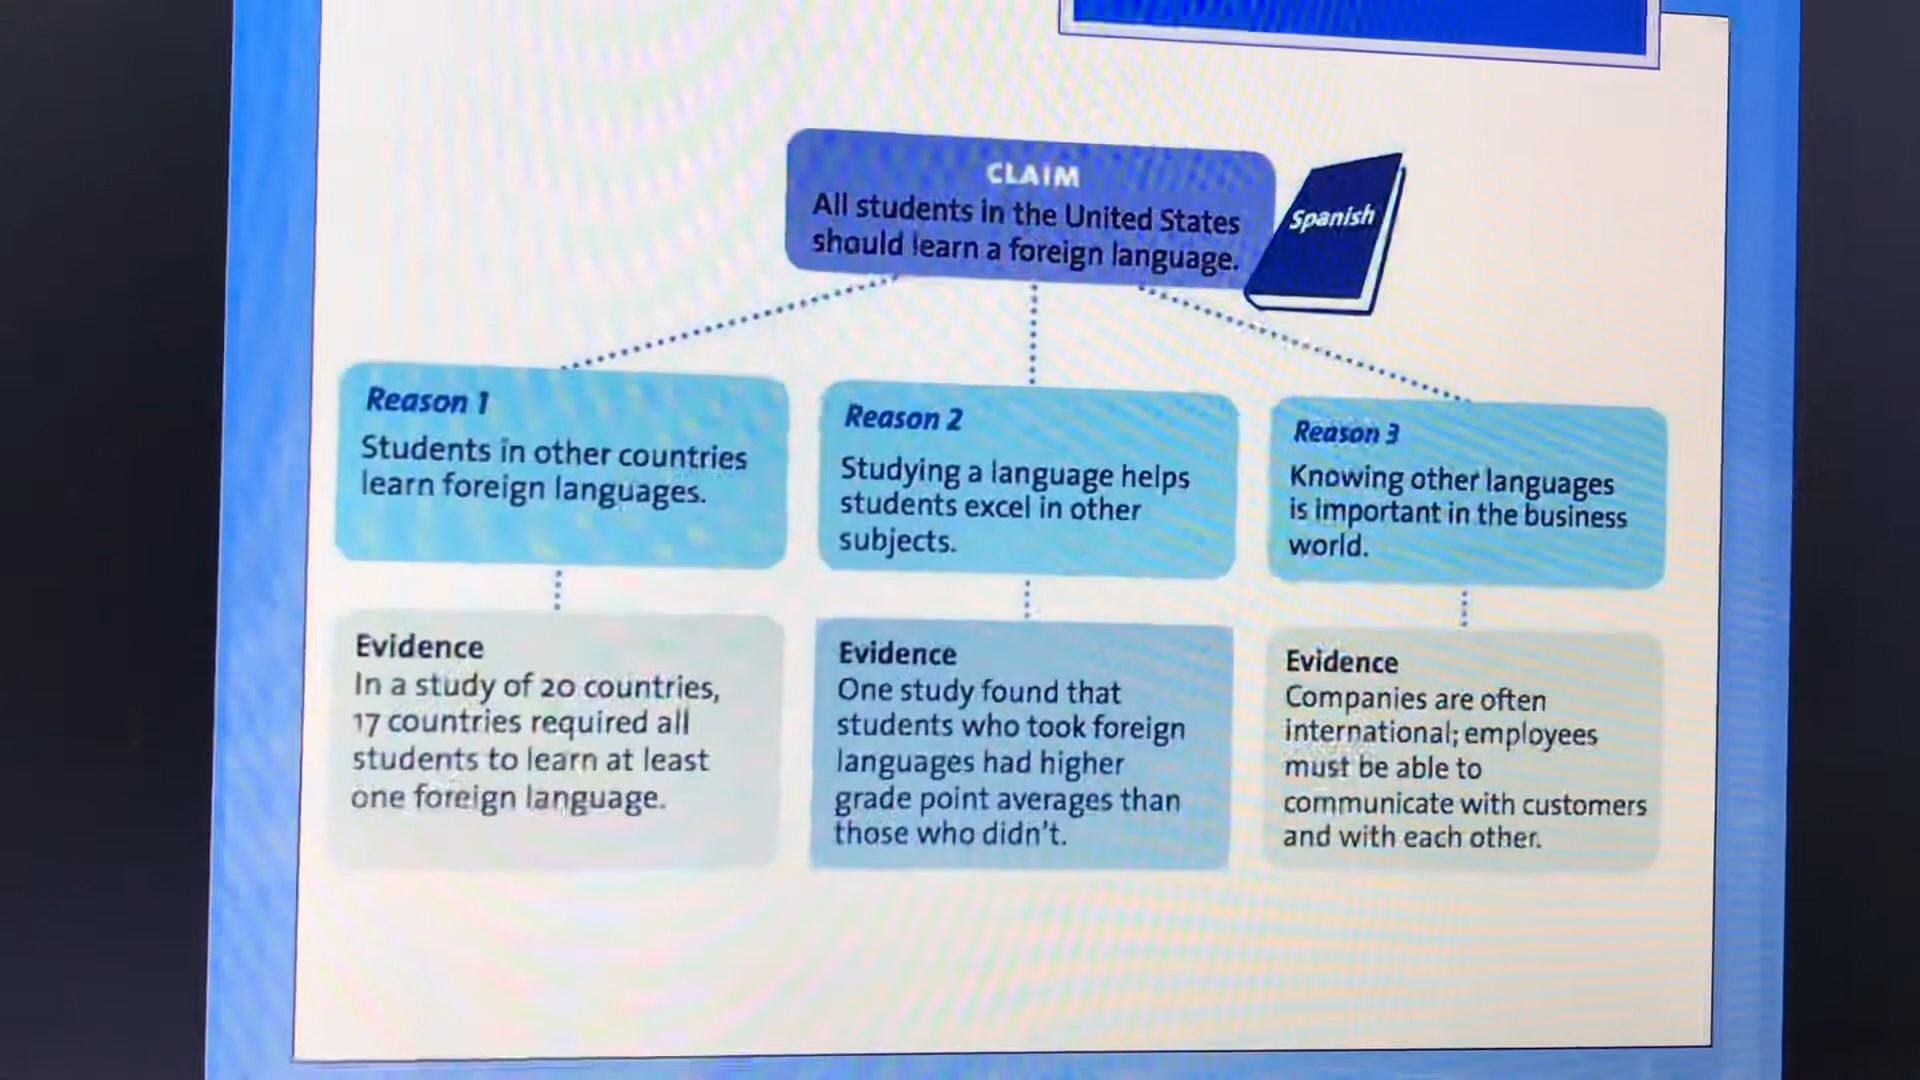 CLAIM
All students in the United States
should learn a foreign language.
Spanish
Reason 1
Students in other countries
learn foreign languages.
Reason 2
Studying a language helps
students excel in other
subjects.
Reason 3
Knowing other languages
is important in the business
world.
Evidence
In a study of 20 countries,
17 countries required all
students to learn at least
one foreign language.
Evidence
One study found that
students who took foreign
languages had higher
grade point averages than
those who didn't.
Evidence
Companies are often
international; employees
must be able to
communicate with customers
and with each other.